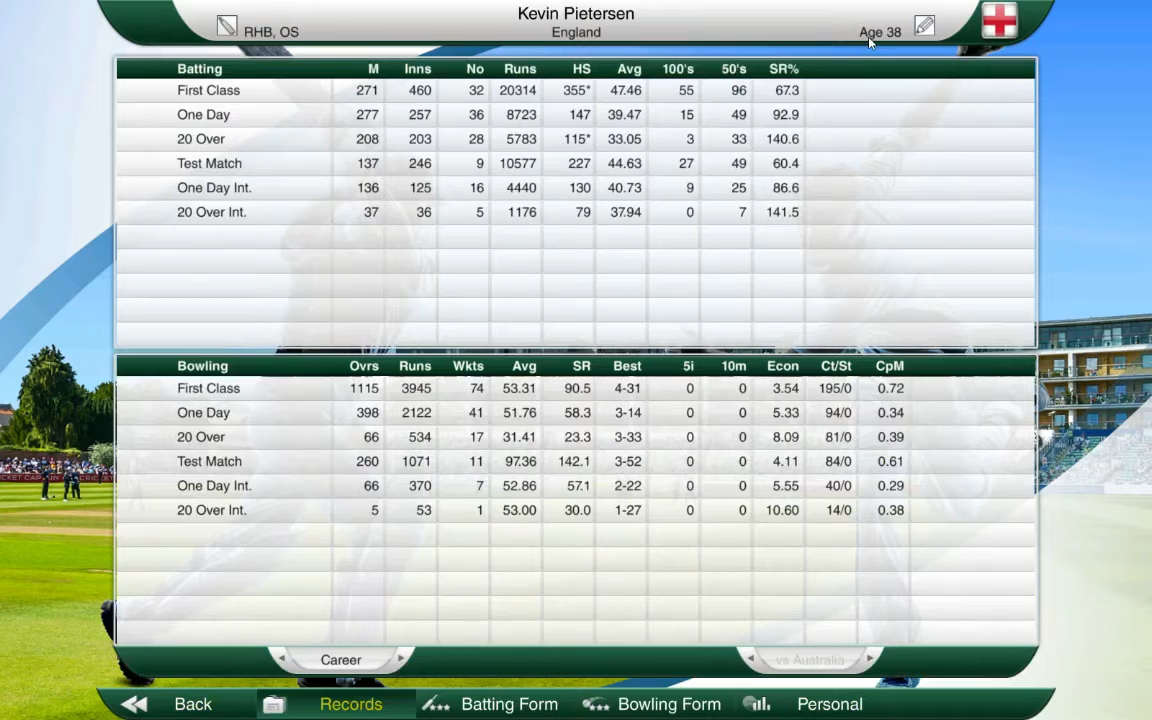 Kevin Pietersen
RHB, OS England Age 38
Batting M Inns No Runs HS Avg 100's 50's SR%
First Class 271 460 32 20314 355* 47.46 55 96 67.3
One Day 277 257 36 8723 147 39.47 15 49 92.9
20 Over 208 203 28 5783 115* 33.05 3 33 140.6
Test Match 137 246 9 10577 227 44.63 27 49 60.4
One Day Int. 136 125 16 4440 130 40.73 9 25 86.6
20 Over Int. 37 36 5 1176 79 37.94 0 7 141.5
Bowling Ovrs Runs Wkts Avg SR Best 5i 10m Econ Ct/St CpM
First Class 1115 3945 74 53.31 90.5 4-31 0 0 3.54 195/0 0.72
One Day 398 2122 41 51.76 58.3 3-14 0 0 5.33 94/0 0.34
20 Over 66 534 17 31.41 23.3 3-33 0 0 8.09 81/0 0.39
Test Match 260 1071 11 97.36 142.1 3-52 0 0 4.11 84/0 0.61
One Day Int. 66 370 7 52.86 57.1 2-22 0 0 5.55 40/0 0.29
20 Over Int. 5 53 1 53.00 30.0 1-27 0 0 10.60 14/0 0.38
Career vs Australia
Back Records Batting Form Bowling Form Personal